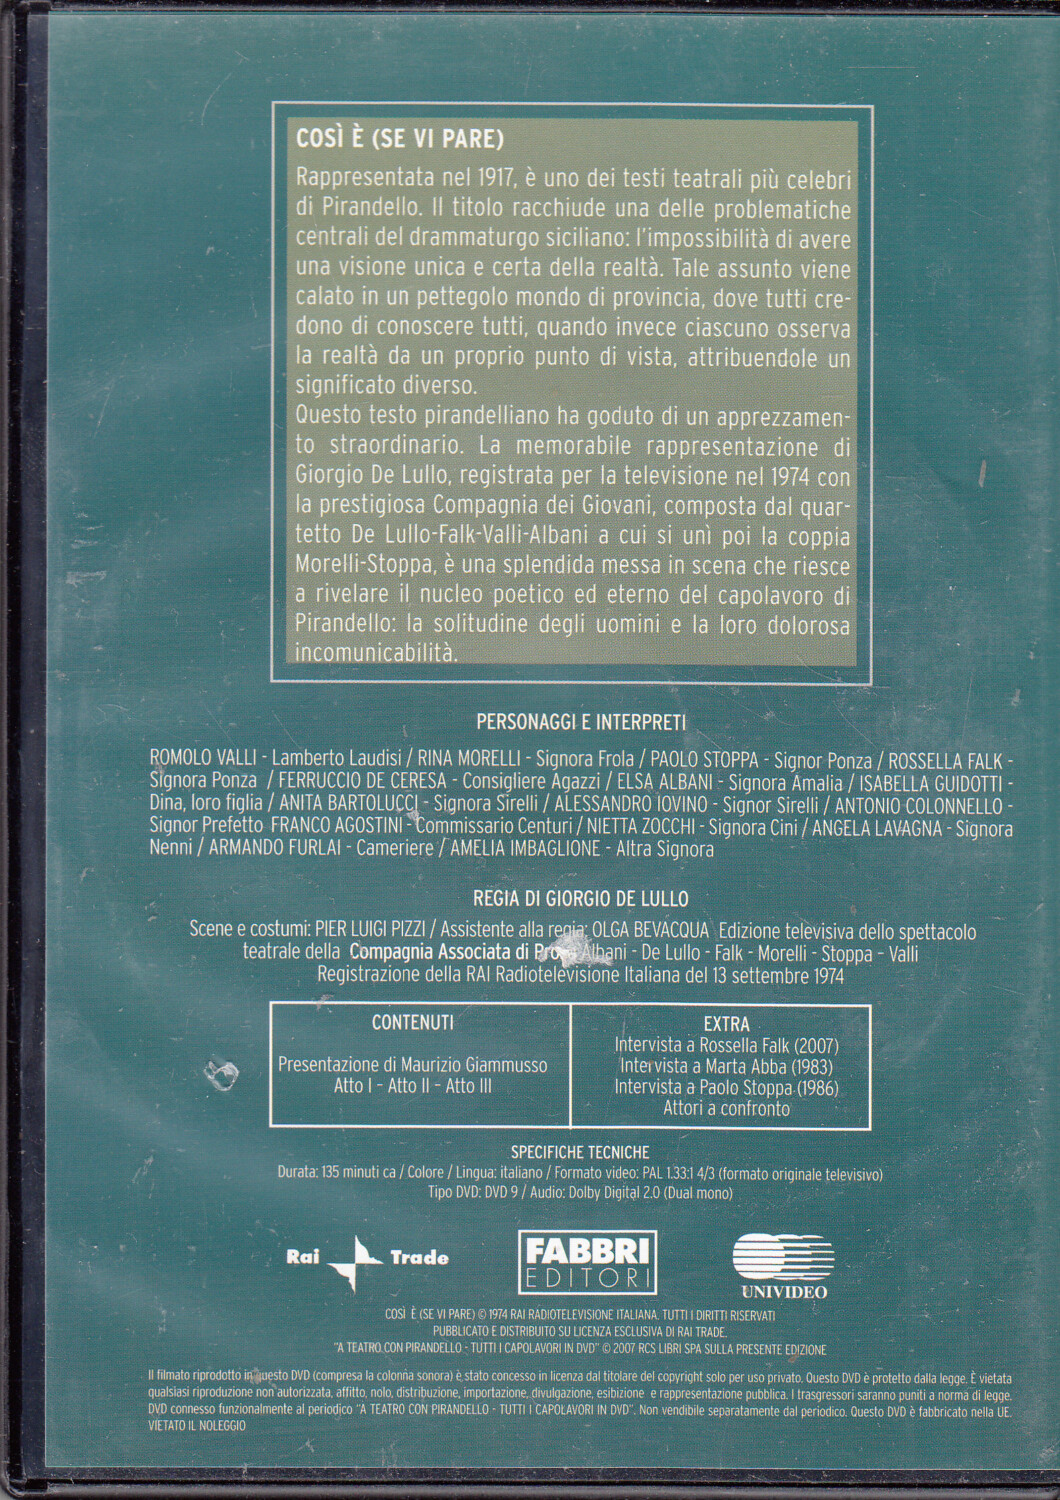 COSÌ È (SE VI PARE)
Rappresentata nel 1917, è uno dei testi teatrali più celebri
di Pirandello. Il titolo racchiude una delle problematiche
centrali del drammaturgo siciliano: l'impossibilità di avere
una visione unica e certa della realtà. Tale assunto viene
calato in un pettegolo mondo di provincia, dove tutti cre-
dono di conoscere tutti, quando invece ciascuno osserva
la realtà da un proprio punto di vista, attribuendole un
significato diverso.
Questo testo pirandelliano ha goduto di un apprezzamen-
to straordinario. La memorabile rappresentazione di
Giorgio De Lullo, registrata per la televisione nel 1974 con
la prestigiosa Compagnia dei Giovani, composta dal quar-
tetto De Lullo-Falk-Valli-Albani a cui si unì poi la coppia
Morelli-Stoppa, è una splendida messa in scena che riesce
a rivelare il nucleo poetico ed eterno del capolavoro di
Pirandello: la solitudine degli uomini e la loro dolorosa
incomunicabilità.
PERSONAGGI E INTERPRETI
ROMOLO VALLI - Lamberto Laudisi / RINA MORELLI - Signora Frola / PAOLO STOPPA - Signor Ponza / ROSSELLA FALK -
Signora Ponza / FERRUCCIO DE CERESA - Consigliere Agazzi / ELSA ALBANI - Signora Amalia / ISABELLA GUIDOTTI -
Dina, loro figlia / ANITA BARTOLUCCI - Signora Sirelli / ALESSANDRO IOVINO - Signor Sirelli / ANTONIO COLONNELLO -
Signor Prefetto FRANCO AGOSTINI - Commissario Centuri / NIETTA ZOCCHI - Signora Cini / ANGELA LAVAGNA - Signora
Nenni / ARMANDO FURLAI - Cameriere / AMELIA IMBAGLIONE - Altra Signora
REGIA DI GIORGIO DE LULLO
Scene e costumi: PIER LUIGI PIZZI / Assistente alla regia: OLGA BEVACQUA Edizione televisiva dello spettacolo
teatrale della Compagnia Associata di Prosa Albani - De Lullo - Falk - Morelli - Stoppa - Valli
Registrazione della RAI Radiotelevisione Italiana del 13 settembre 1974
CONTENUTI
Presentazione di Maurizio Giammusso
Atto I - Atto II - Atto III
EXTRA
Intervista a Rossella Falk (2007)
Intervista a Marta Abba (1983)
Intervista a Paolo Stoppa (1986)
Attori a confronto
SPECIFICHE TECNICHE
Durata: 135 minuti ca / Colore / Lingua: italiano / Formato video: PAL 1.33:1 4/3 (formato originale televisivo)
Tipo DVD: DVD 9 / Audio: Dolby Digital 2.0 (Dual mono)
Rai Trade
FABBRI
EDITORI
UNIVIDEO
COSÌ È (SE VI PARE) © 1974 RAI RADIOTELEVISIONE ITALIANA. TUTTI I DIRITTI RISERVATI
PUBBLICATO E DISTRIBUITO SU LICENZA ESCLUSIVA DI RAI TRADE.
"A TEATRO CON PIRANDELLO - TUTTI I CAPOLAVORI IN DVD" © 2007 RCS LIBRI SPA SULLA PRESENTE EDIZIONE
Il filmato riprodotto in questo DVD (compresa la colonna sonora) è stato concesso in licenza dal titolare del copyright solo per uso privato. Questo DVD è protetto dalla legge. È vietata
qualsiasi riproduzione non autorizzata, affitto, nolo, distribuzione, importazione, divulgazione, esibizione e rappresentazione pubblica. I trasgressori saranno puniti a norma di legge.
DVD connesso funzionalmente al periodico "A TEATRO CON PIRANDELLO - TUTTI I CAPOLAVORI IN DVD". Non vendibile separatamente dal periodico. Questo DVD è fabbricato nella UE.
VIETATO IL NOLEGGIO